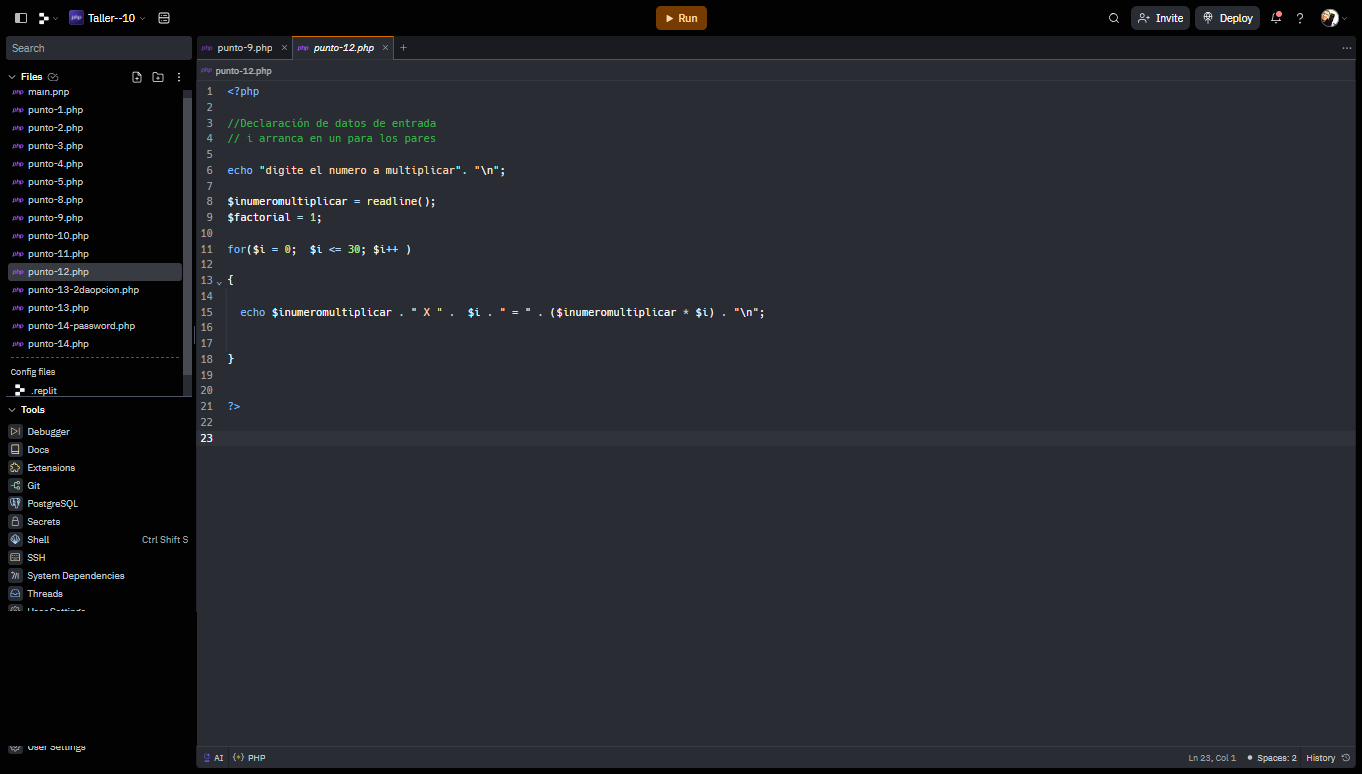 Taller--10
Run
Invite
Deploy
Search
punto-9.php
punto-12.php
Files
punto-12.php
main.php
punto-1.php
punto-2.php
punto-3.php
punto-4.php
punto-5.php
punto-8.php
punto-9.php
punto-10.php
punto-11.php
punto-12.php
punto-13-2daopcion.php
punto-13.php
punto-14-password.php
punto-14.php
Config files
.replit
Tools
Debugger
Docs
Extensions
Git
PostgreSQL
Secrets
Shell Ctrl Shift S
SSH
System Dependencies
Threads
User Settings
User Settings
1 <?php
2
3 //Declaración de datos de entrada
4 // i arranca en un para los pares
5
6 echo "digite el numero a multiplicar". "\n";
7
8 $inumeromultiplicar = readline();
9 $factorial = 1;
10
11 for($i = 0;  $i <= 30; $i++ )
12
13 {
14
15   echo $inumeromultiplicar . " X " .  $i . " = " . ($inumeromultiplicar * $i) . "\n";
16
17
18 }
19
20
21 ?>
22
23
AI
PHP
Ln 23, Col 1
Spaces: 2
History